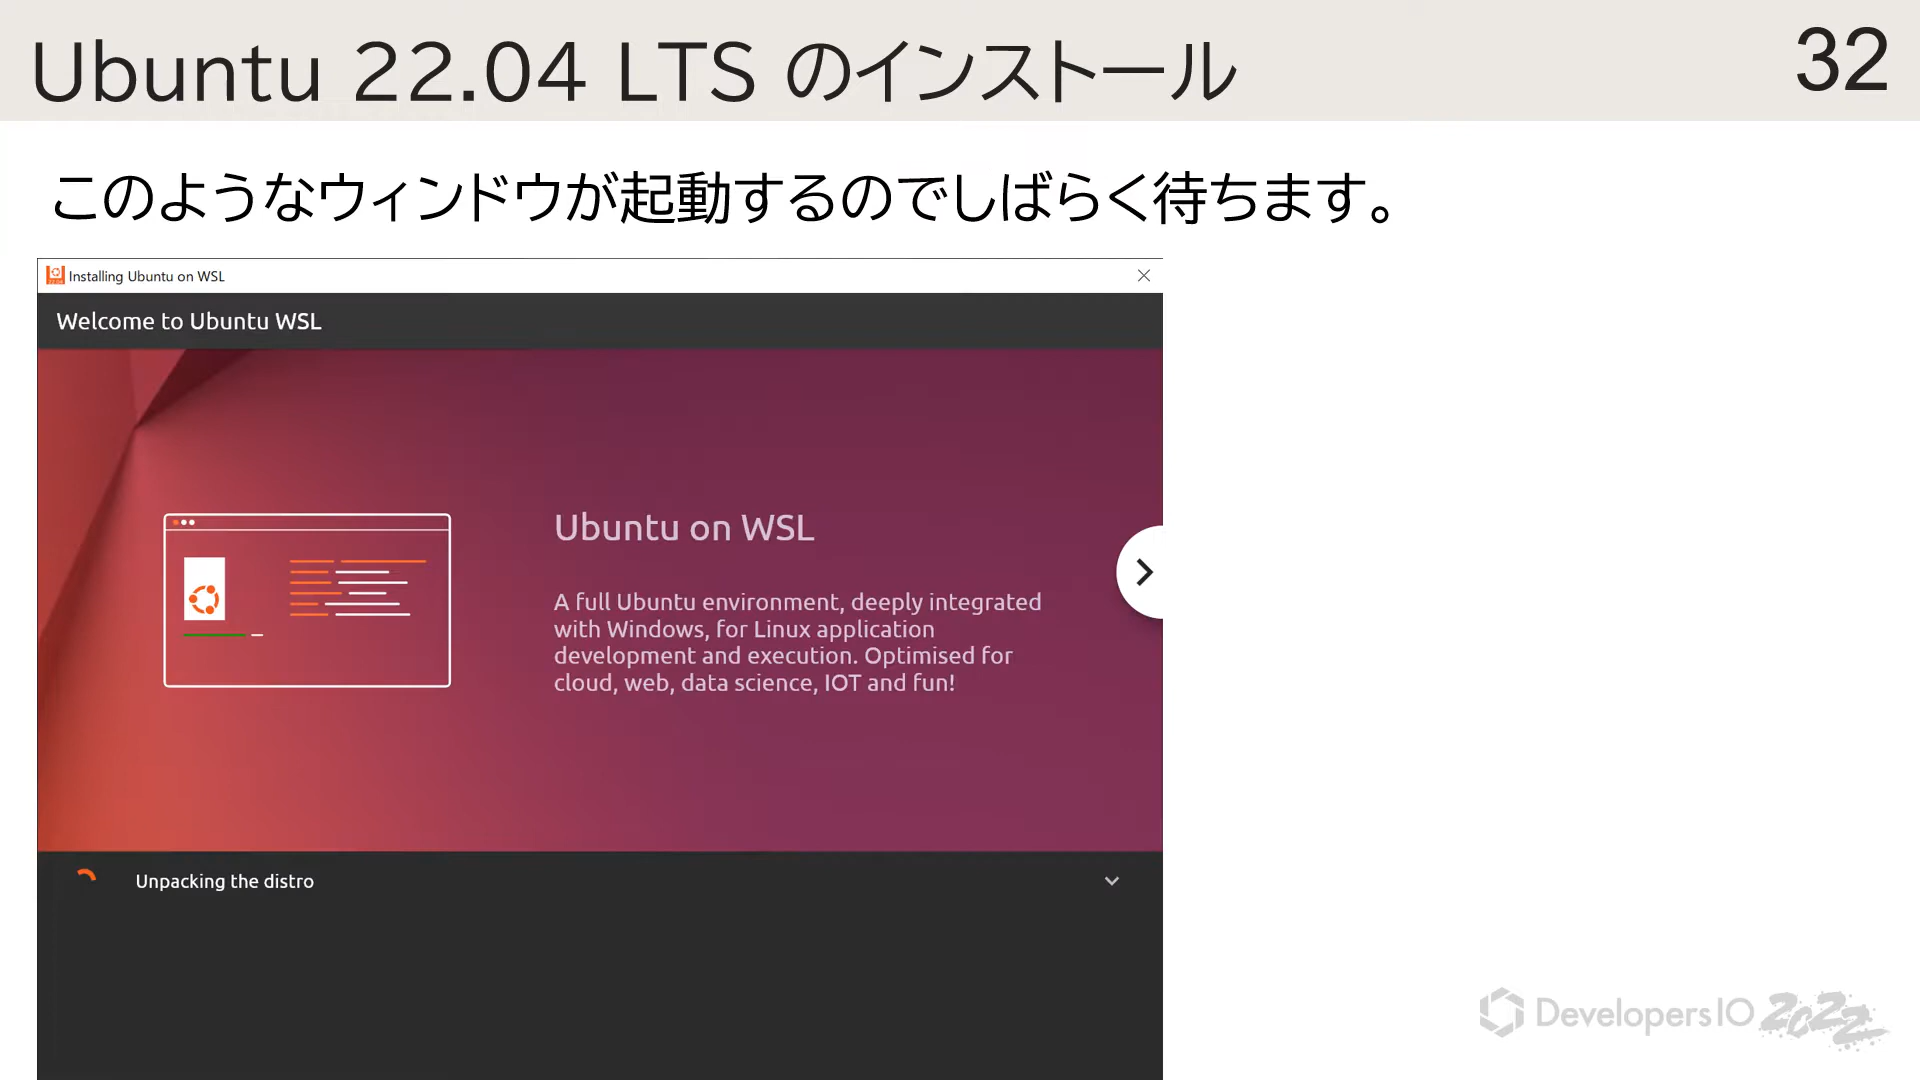 Ubuntu 22.04 LTS のインストール
32
このようなウィンドウが起動するのでしばらく待ちます。
Installing Ubuntu on WSL
Welcome to Ubuntu WSL
Ubuntu on WSL
A full Ubuntu environment, deeply integrated
with Windows, for Linux application
development and execution. Optimised for
cloud, web, data science, IOT and fun!
Unpacking the distro
DevelopersIO 2022